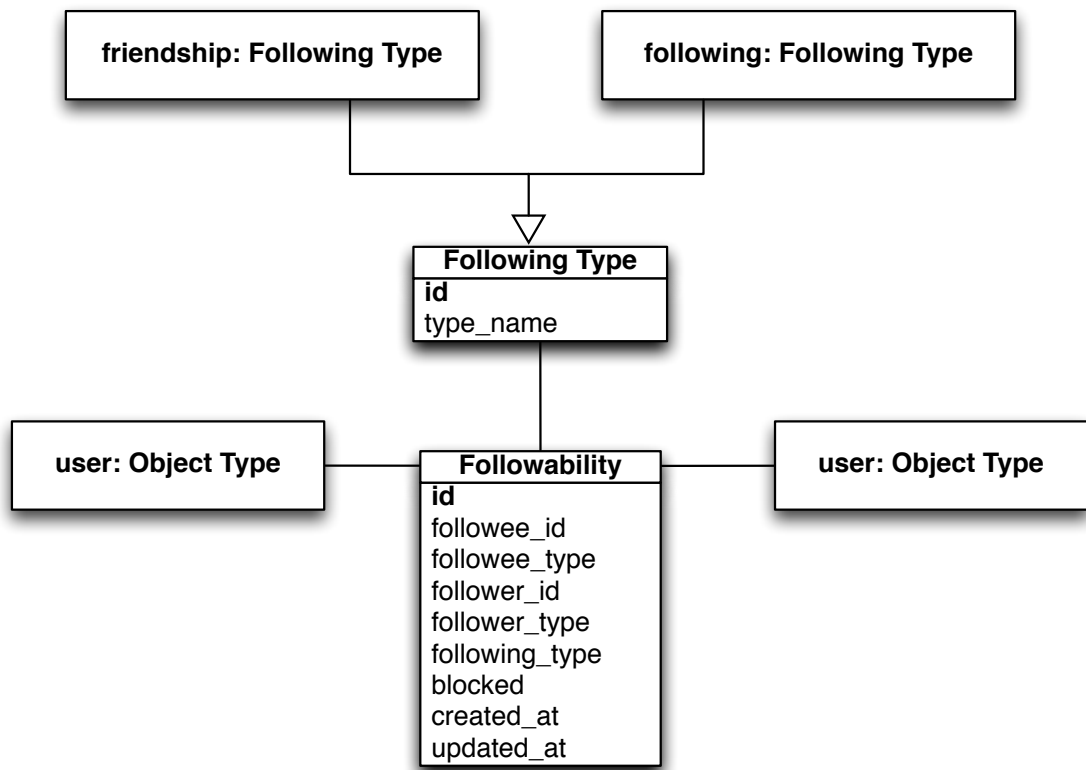 friendship: Following Type
following: Following Type
Following Type
id
type_name
user: Object Type
Followability
id
followee_id
followee_type
follower_id
follower_type
following_type
blocked
created_at
updated_at
user: Object Type